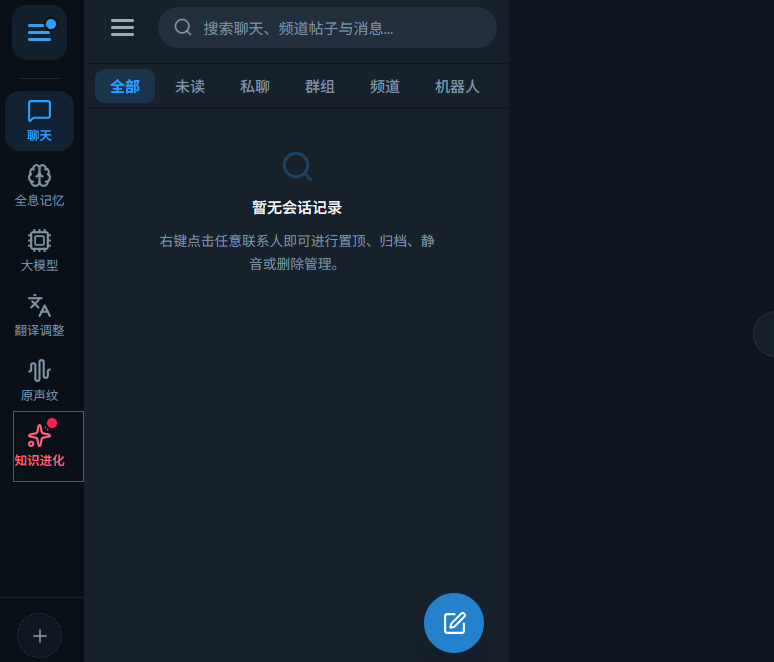 搜索聊天、频道帖子与消息...
全部
未读
私聊
群组
频道
机器人
聊天
全息记忆
大模型
翻译调整
原声纹
知识进化
暂无会话记录
右键点击任意联系人即可进行置顶、归档、静
音或删除管理。